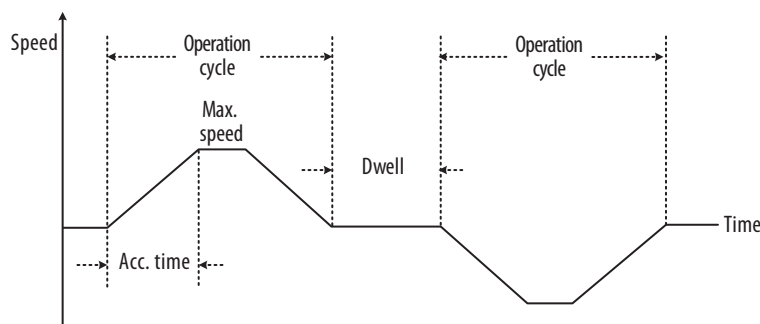 Speed
Operation
cycle
Operation
cycle
Max.
speed
Dwell
Time
Acc. time